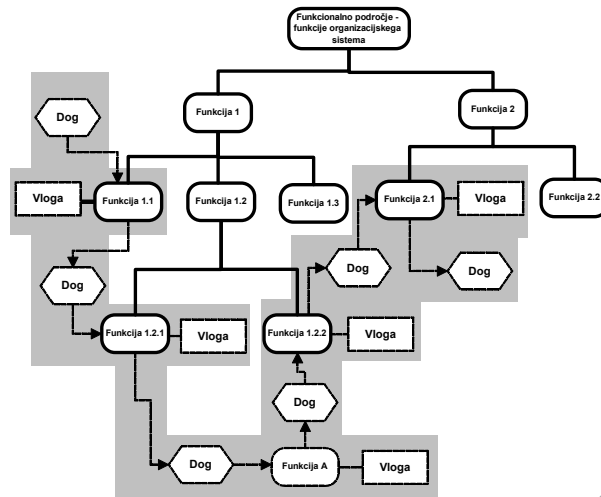 Funkcionalno področje -
funkcije organizacijskega
sistema
Funkcija 1
Funkcija 2
Dog
Vloga
Funkcija 1.1
Funkcija 1.2
Funkcija 1.3
Funkcija 2.1
Vloga
Funkcija 2.2
Dog
Dog
Dog
Funkcija 1.2.1
Vloga
Funkcija 1.2.2
Vloga
Dog
Dog
Funkcija A
Vloga